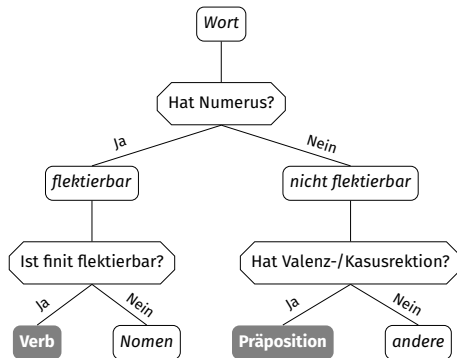 Wort
Hat Numerus?
Ja
Nein
flektierbar
nicht flektierbar
Ist finit flektierbar?
Hat Valenz-/Kasusrektion?
Ja
Nein
Ja
Nein
Verb
Nomen
Präposition
andere